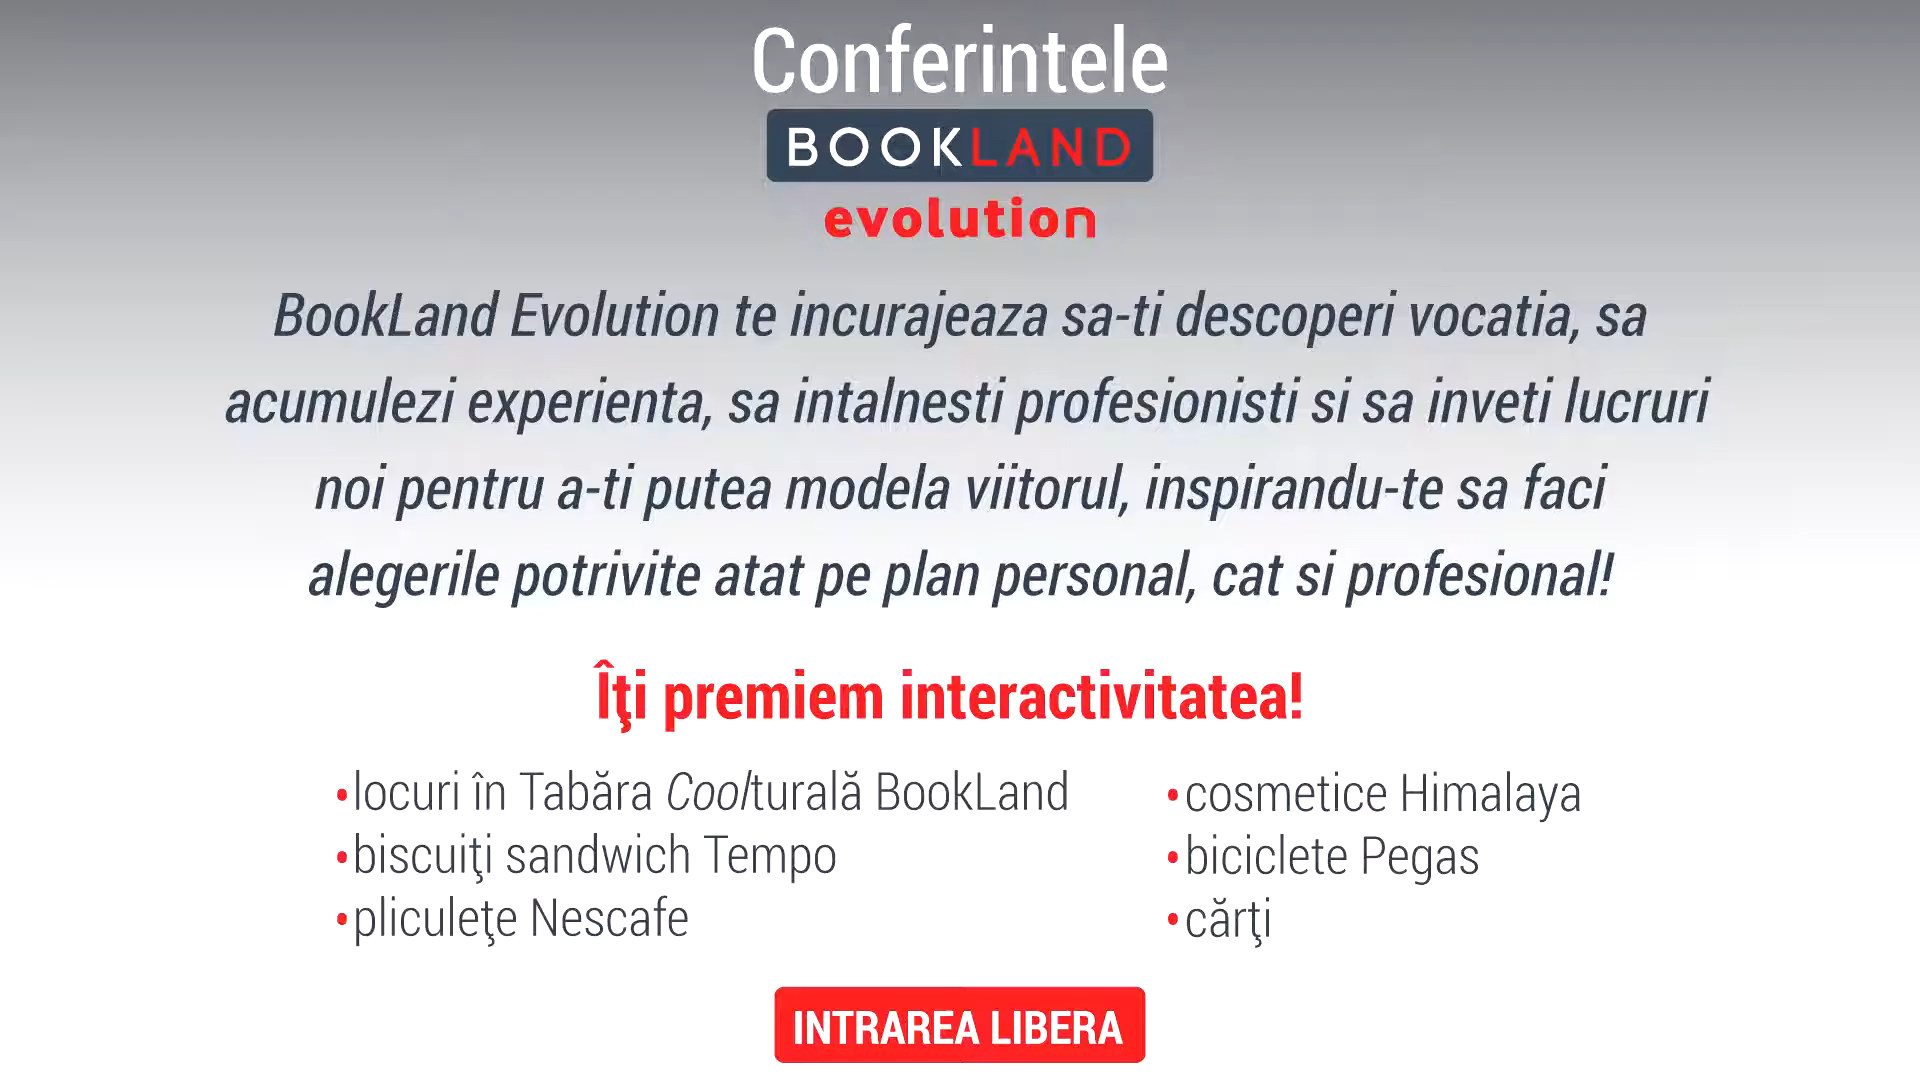 Conferintele
BOOKLAND
evolution
BookLand Evolution te incurajeaza sa-ti descoperi vocatia, sa
acumulezi experienta, sa intalnesti profesionisti si sa inveti lucruri
noi pentru a-ti putea modela viitorul, inspirandu-te sa faci
alegerile potrivite atat pe plan personal, cat si profesional!
Îţi premiem interactivitatea!
•locuri în Tabăra Coolturală BookLand
•biscuiţi sandwich Tempo
•pliculeţe Nescafe
•cosmetice Himalaya
•biciclete Pegas
•cărţi
INTRAREA LIBERA